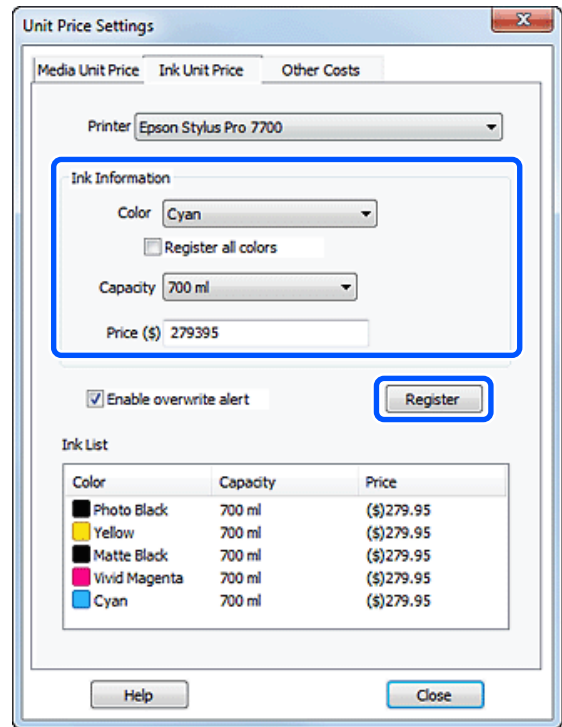 Unit Price Settings
Media Unit Price Ink Unit Price Other Costs
Printer Epson Stylus Pro 7700
Ink Information
Color Cyan
Register all colors
Capacity 700 ml
Price ($) 279395
Enable overwrite alert Register
Ink List
Color Capacity Price
Photo Black 700 ml ($)279.95
Yellow 700 ml ($)279.95
Matte Black 700 ml ($)279.95
Vivid Magenta 700 ml ($)279.95
Cyan 700 ml ($)279.95
Help Close